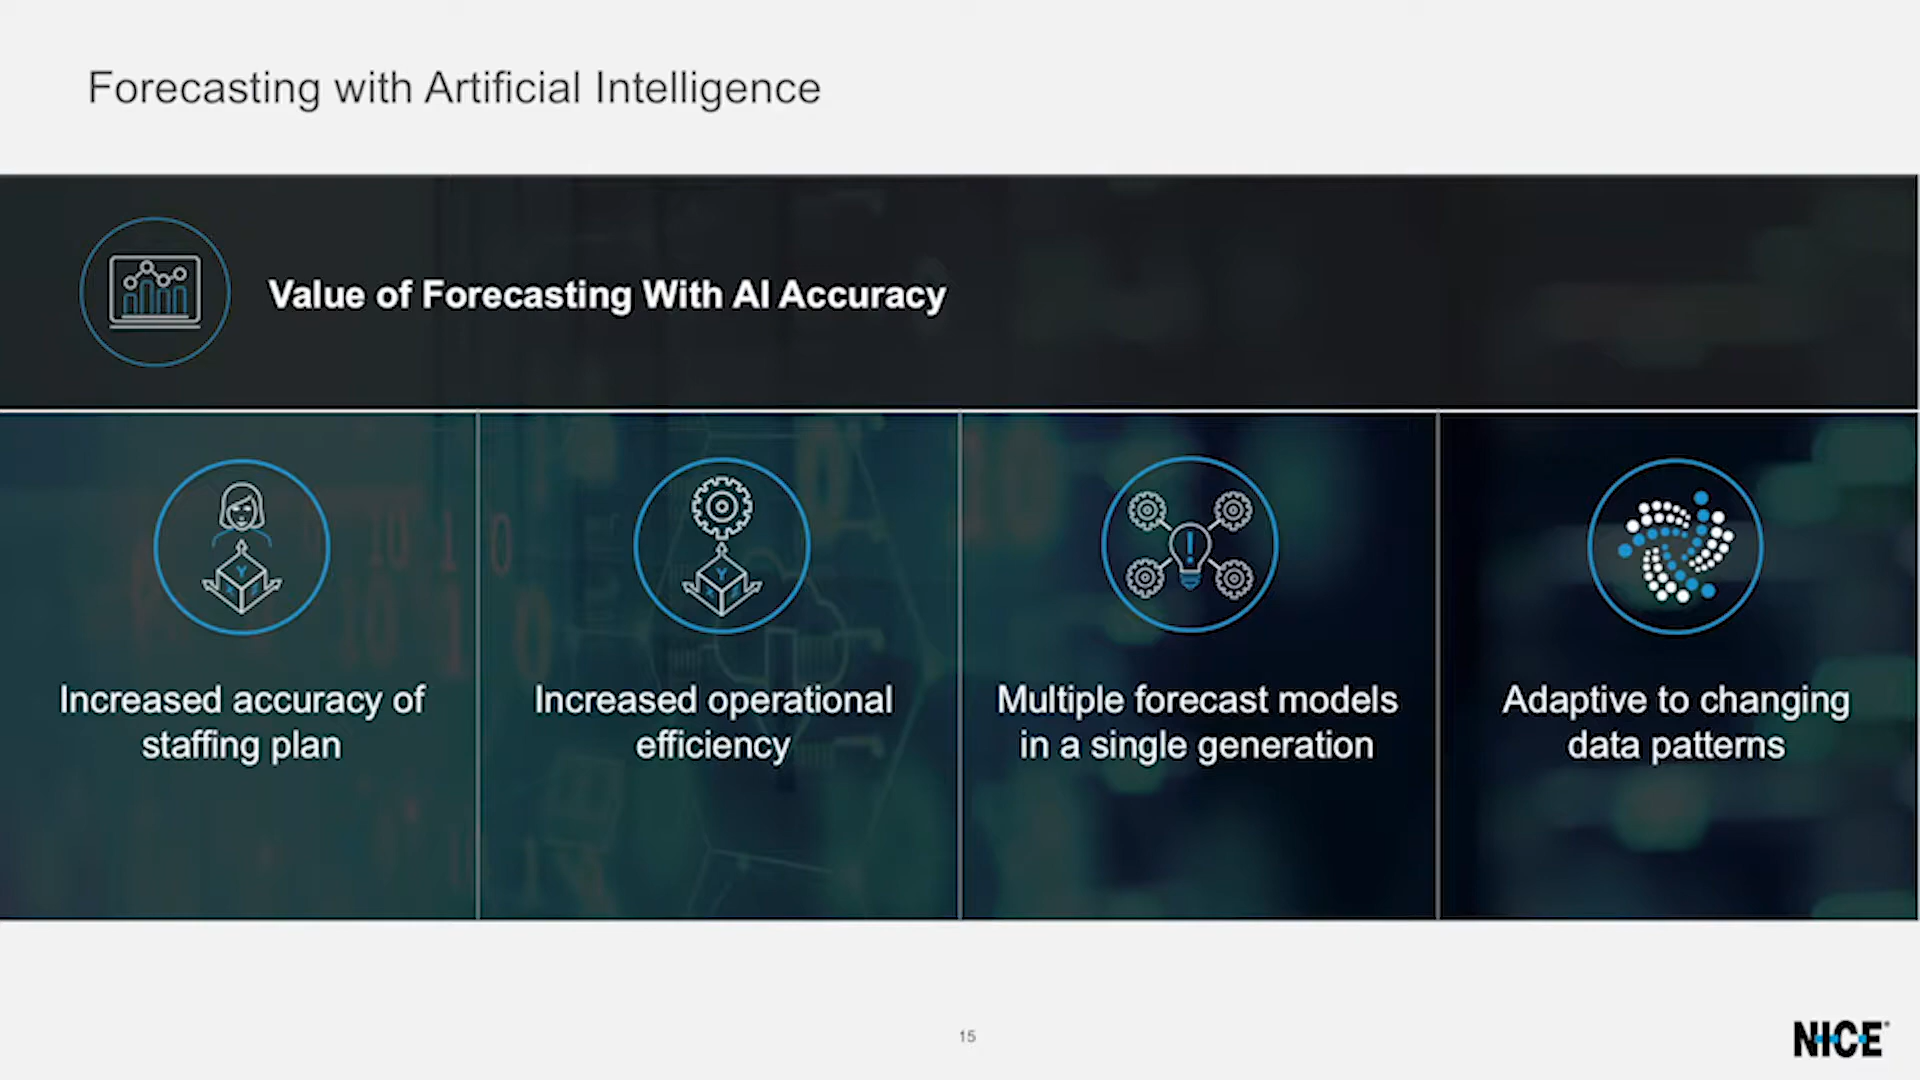 Forecasting with Artificial Intelligence
Value of Forecasting With AI Accuracy
Increased accuracy of
staffing plan
Increased operational
efficiency
Multiple forecast models
in a single generation
Adaptive to changing
data patterns
15
NICE